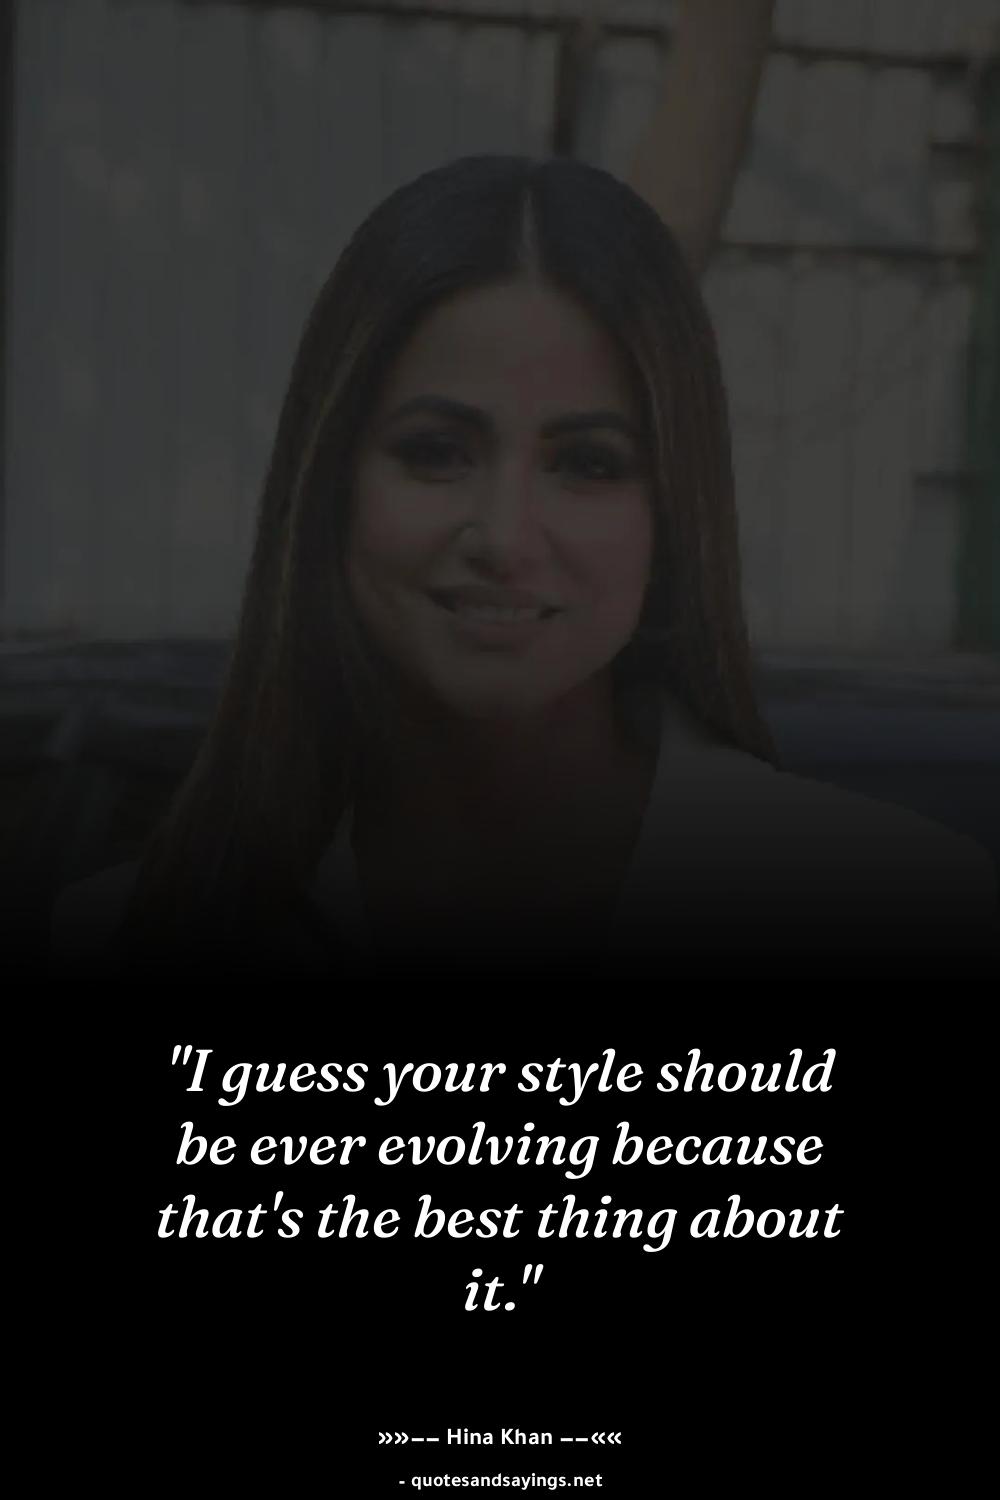 "I guess your style should
be ever evolving because
that's the best thing about
it."
»»−− Hina Khan −−««
- quotesandsayings.net